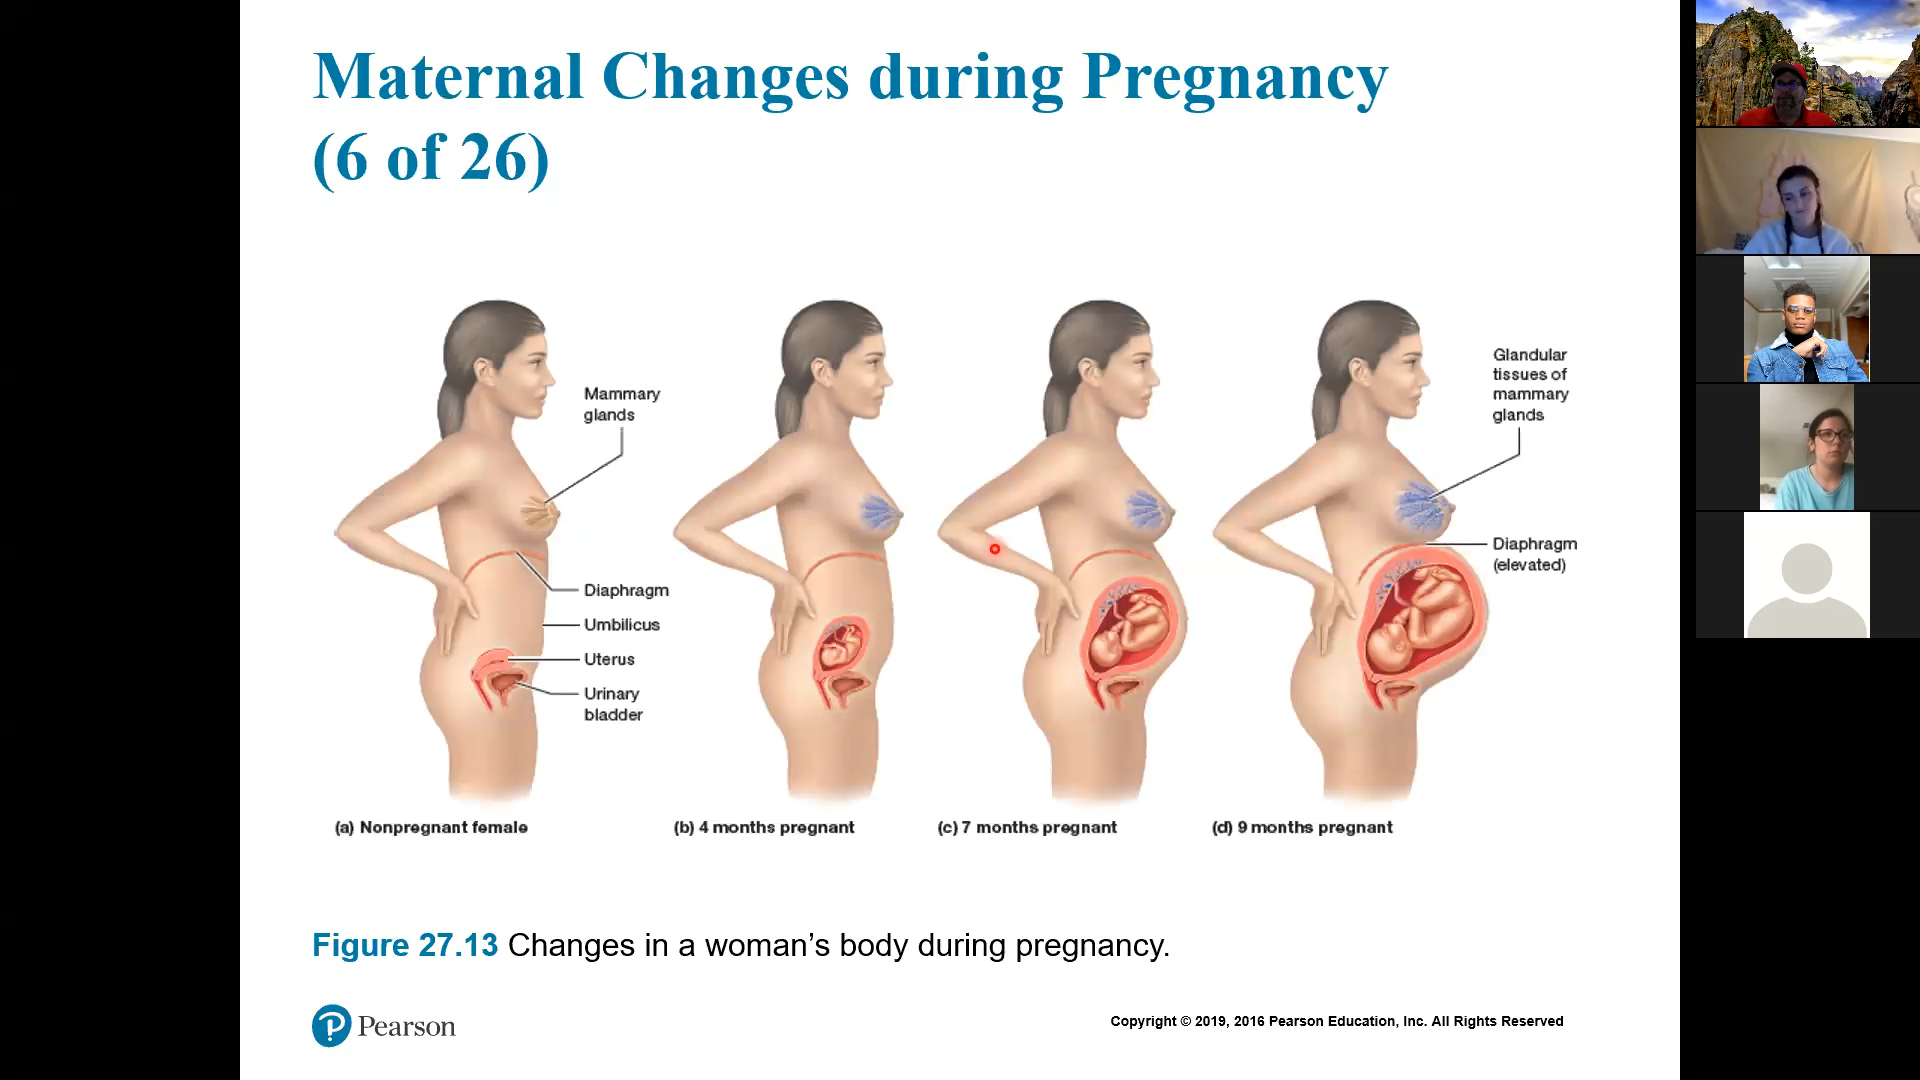 Maternal Changes during Pregnancy
(6 of 26)
Mammary
glands
Diaphragm
Umbilicus
Uterus
Urinary
bladder
Glandular
tissues of
mammary
glands
Diaphragm
(elevated)
(a) Nonpregnant female
(b) 4 months pregnant
(c) 7 months pregnant
(d) 9 months pregnant
Figure 27.13 Changes in a woman’s body during pregnancy.
Pearson
Copyright © 2019, 2016 Pearson Education, Inc. All Rights Reserved